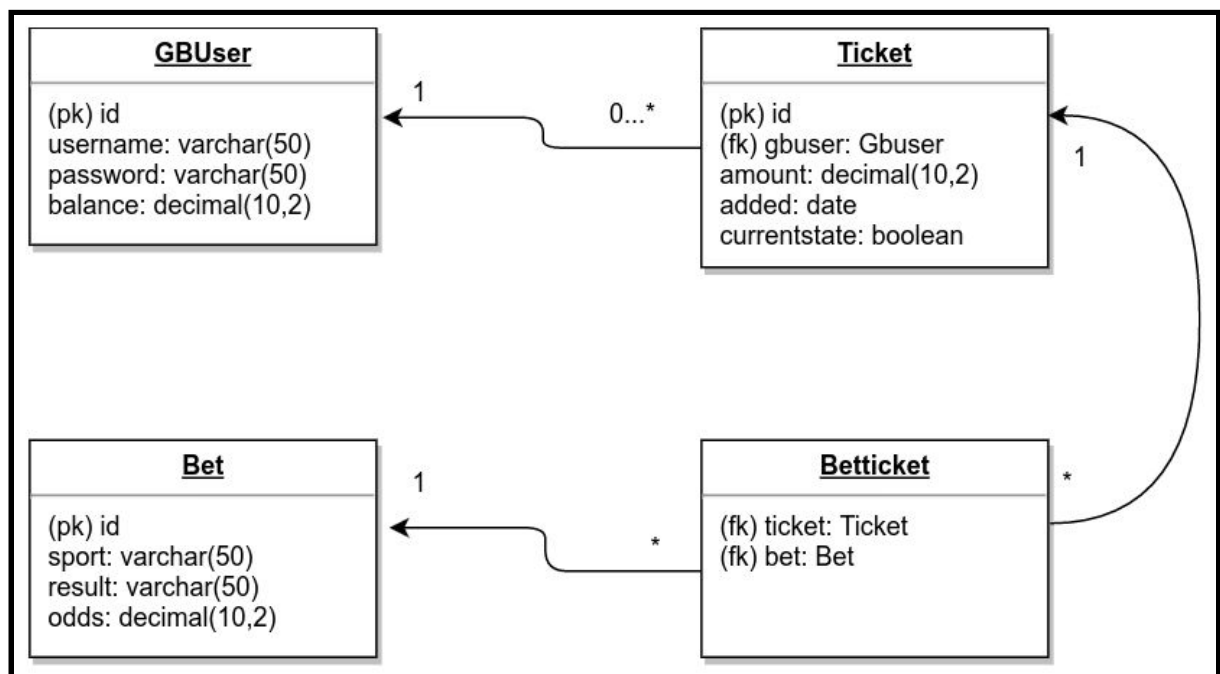 GBUser
(pk) id
username: varchar(50)
password: varchar(50)
balance: decimal(10,2)
1
0...*
Ticket
(pk) id
(fk) gbuser: Gbuser
amount: decimal(10,2)
added: date
currentstate: boolean
1
Bet
(pk) id
sport: varchar(50)
result: varchar(50)
odds: decimal(10,2)
1
*
Betticket
(fk) ticket: Ticket
(fk) bet: Bet
*